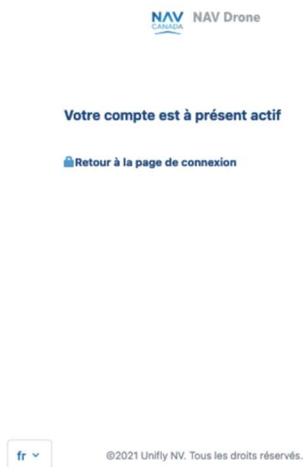 NAV CANADA NAV Drone
Votre compte est à présent actif
Retour à la page de connexion
fr
©2021 Unifly NV. Tous les droits réservés.